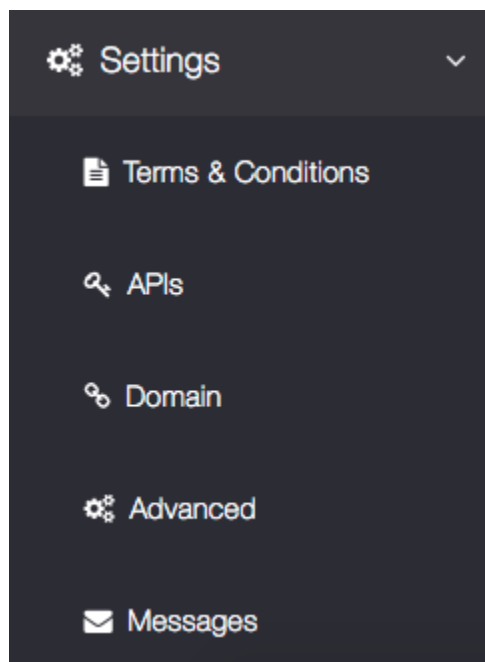 Settings
Terms & Conditions
APIs
Domain
Advanced
Messages